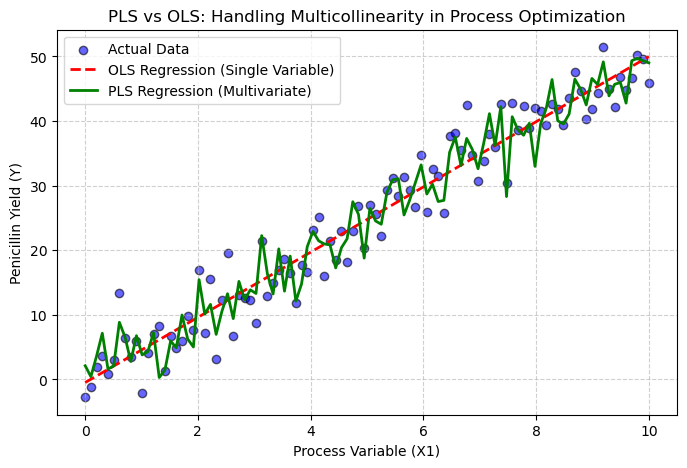 PLS vs OLS: Handling Multicollinearity in Process Optimization
Actual Data
OLS Regression (Single Variable)
PLS Regression (Multivariate)
50
40
30
20
10
0
Penicillin Yield (Y)
0 2 4 6 8 10
Process Variable (X1)